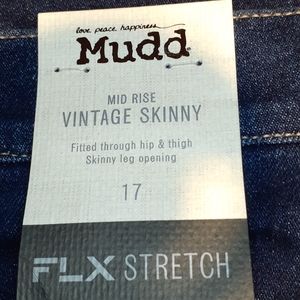 love. peace. happiness.
Mudd
MID RISE
VINTAGE SKINNY
Fitted through hip & thigh
Skinny leg opening
17
FLX STRETCH